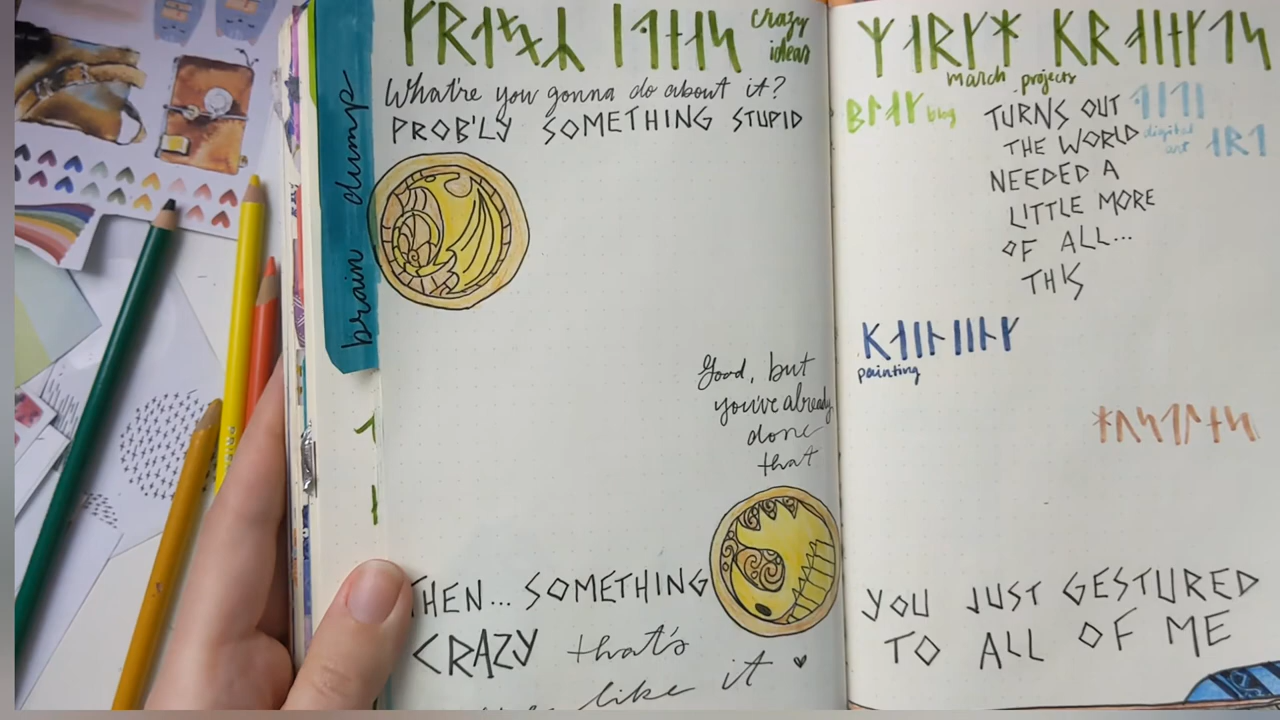 brain dump
crazy
ideas
What're you gonna do about it?
PROB'LY SOMETHING STUPID
Good, but
you've already
done
that
THEN... SOMETHING
CRAZY that's
like it ♥
march projects
blog
digital
art
TURNS OUT
THE WORLD
NEEDED A
LITTLE MORE
OF ALL...
THIS
painting
YOU JUST GESTURED
TO ALL OF ME